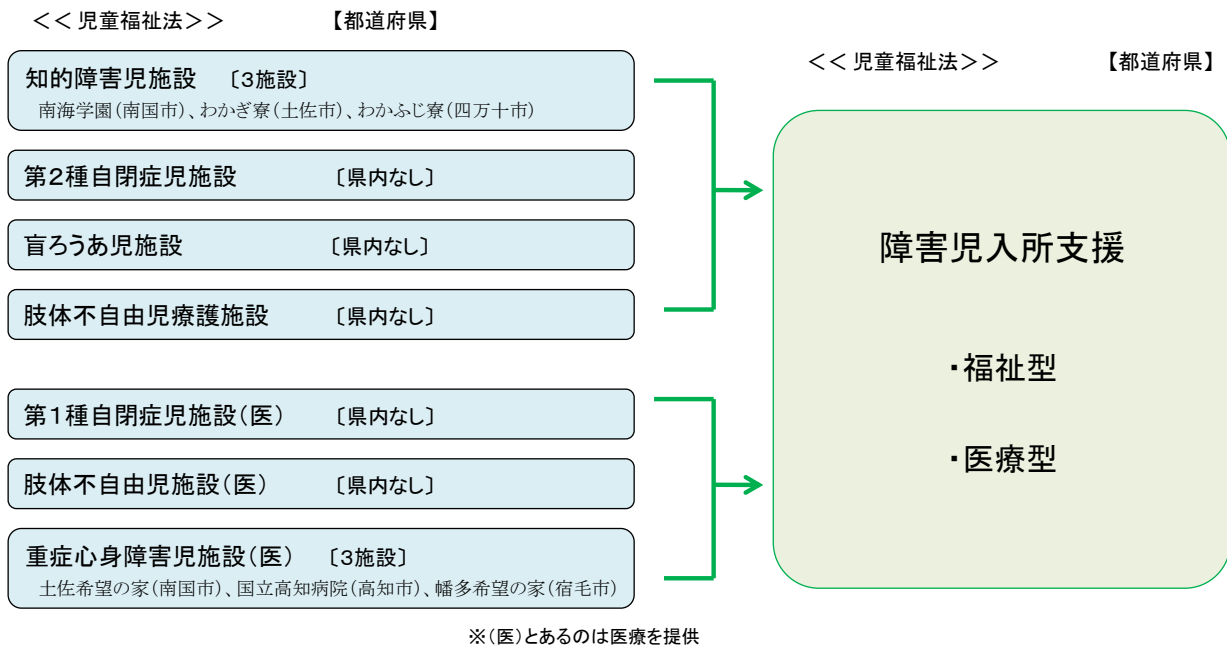 <<児童福祉法>> 【都道府県】
知的障害児施設 〔3施設〕
南海学園(南国市)、わかぎ寮(土佐市)、わかふじ寮(四万十市)
第2種自閉症児施設 〔県内なし〕
盲ろうあ児施設 〔県内なし〕
肢体不自由児療護施設 〔県内なし〕
第1種自閉症児施設(医) 〔県内なし〕
肢体不自由児施設(医) 〔県内なし〕
重症心身障害児施設(医) 〔3施設〕
土佐希望の家(南国市)、国立高知病院(高知市)、幡多希望の家(宿毛市)
<<児童福祉法>> 【都道府県】
障害児入所支援
・福祉型
・医療型
※(医)とあるのは医療を提供